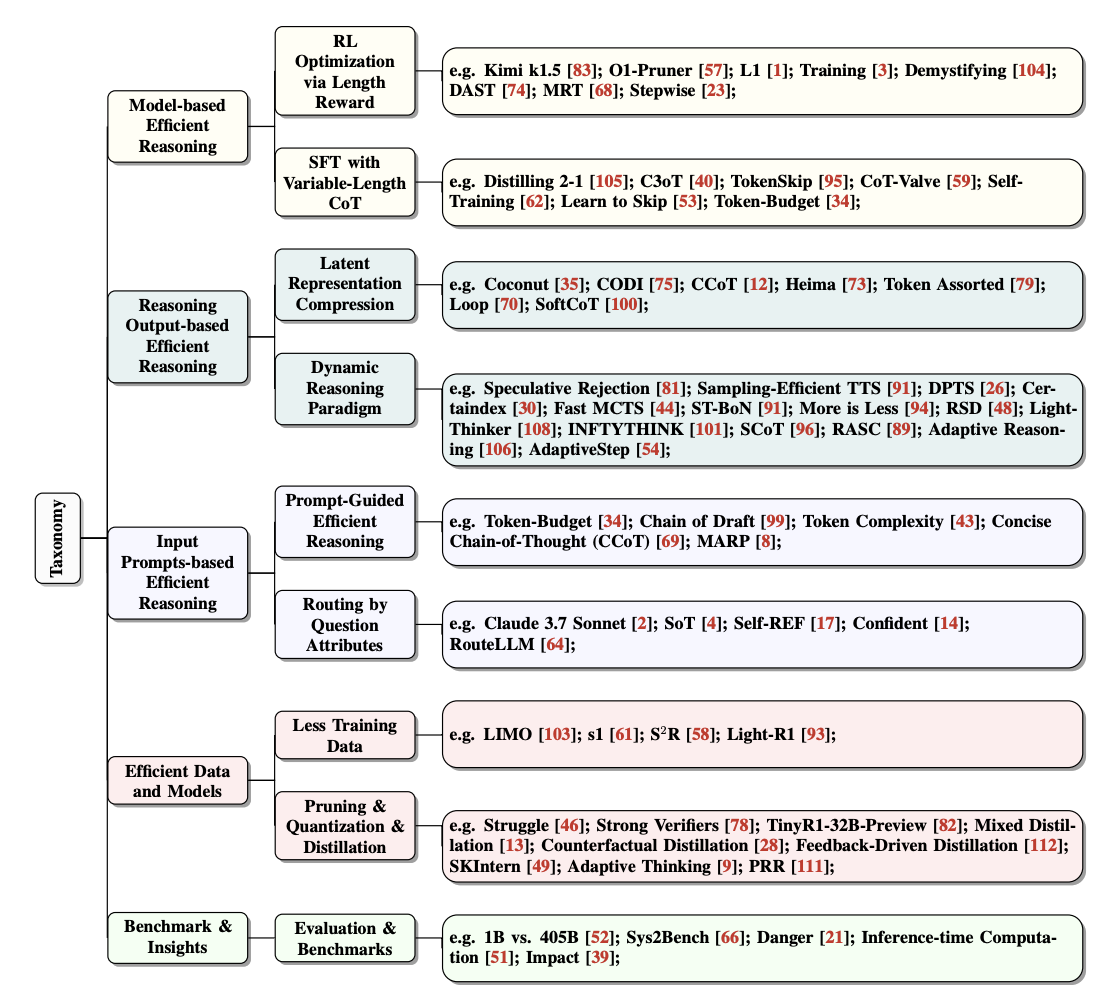 Taxonomy
Model-based
Efficient
Reasoning
RL
Optimization
via Length
Reward
e.g. Kimi k1.5 [83]; O1-Pruner [57]; L1 [1]; Training [3]; Demystifying [104];
DAST [74]; MRT [68]; Stepwise [23];
SFT with
Variable-Length
CoT
e.g. Distilling 2-1 [105]; C3oT [40]; TokenSkip [95]; CoT-Valve [59]; Self-
Training [62]; Learn to Skip [53]; Token-Budget [34];
Reasoning
Output-based
Efficient
Reasoning
Latent
Representation
Compression
e.g. Coconut [35]; CODI [75]; CCoT [12]; Heima [73]; Token Assorted [79];
Loop [70]; SoftCoT [100];
Dynamic
Reasoning
Paradigm
e.g. Speculative Rejection [81]; Sampling-Efficient TTS [91]; DPTS [26]; Cer-
taindex [30]; Fast MCTS [44]; ST-BoN [91]; More is Less [94]; RSD [48]; Light-
Thinker [108]; INFTYTHINK [101]; SCoT [96]; RASC [89]; Adaptive Reason-
ing [106]; AdaptiveStep [54];
Input
Prompts-based
Efficient
Reasoning
Prompt-Guided
Efficient
Reasoning
e.g. Token-Budget [34]; Chain of Draft [99]; Token Complexity [43]; Concise
Chain-of-Thought (CCoT) [69]; MARP [8];
Routing by
Question
Attributes
e.g. Claude 3.7 Sonnet [2]; SoT [4]; Self-REF [17]; Confident [14];
RouteLLM [64];
Efficient Data
and Models
Less Training
Data
e.g. LIMO [103]; s1 [61]; S²R [58]; Light-R1 [93];
Pruning &
Quantization &
Distillation
e.g. Struggle [46]; Strong Verifiers [78]; TinyR1-32B-Preview [82]; Mixed Distil-
lation [13]; Counterfactual Distillation [28]; Feedback-Driven Distillation [112];
SKIntern [49]; Adaptive Thinking [9]; PRR [111];
Benchmark &
Insights
Evaluation &
Benchmarks
e.g. 1B vs. 405B [52]; Sys2Bench [66]; Danger [21]; Inference-time Computa-
tion [51]; Impact [39];